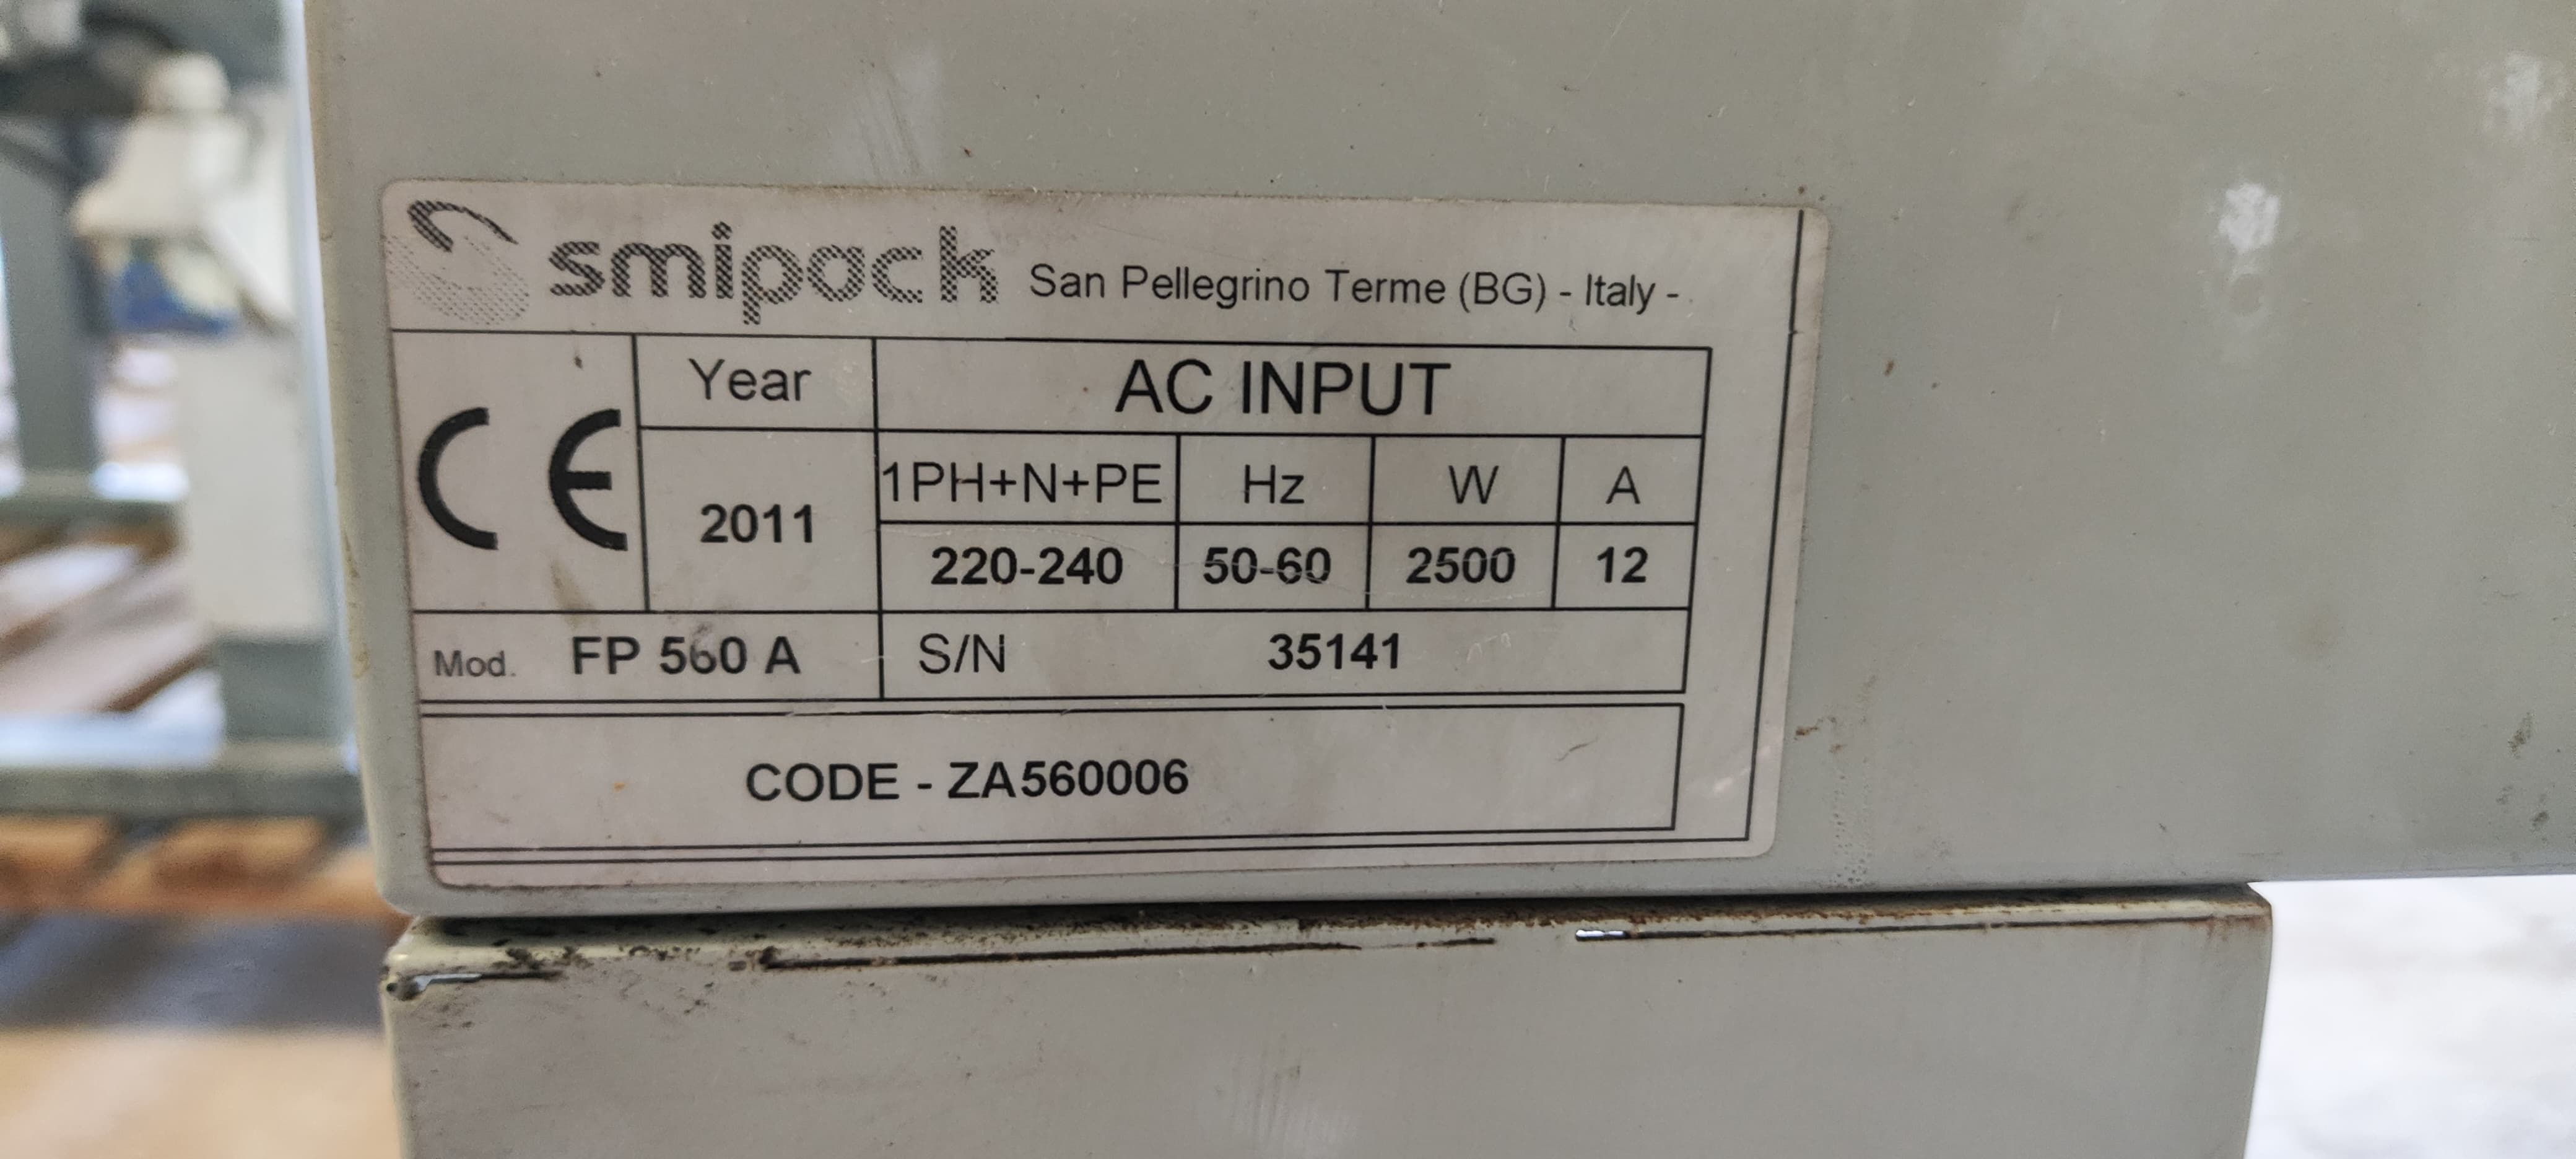 smipack San Pellegrino Terme (BG) - Italy -
CE
Year
AC INPUT
1PH+N+PE Hz W A
2011
220-240 50-60 2500 12
Mod. FP 560 A S/N 35141
CODE - ZA560006